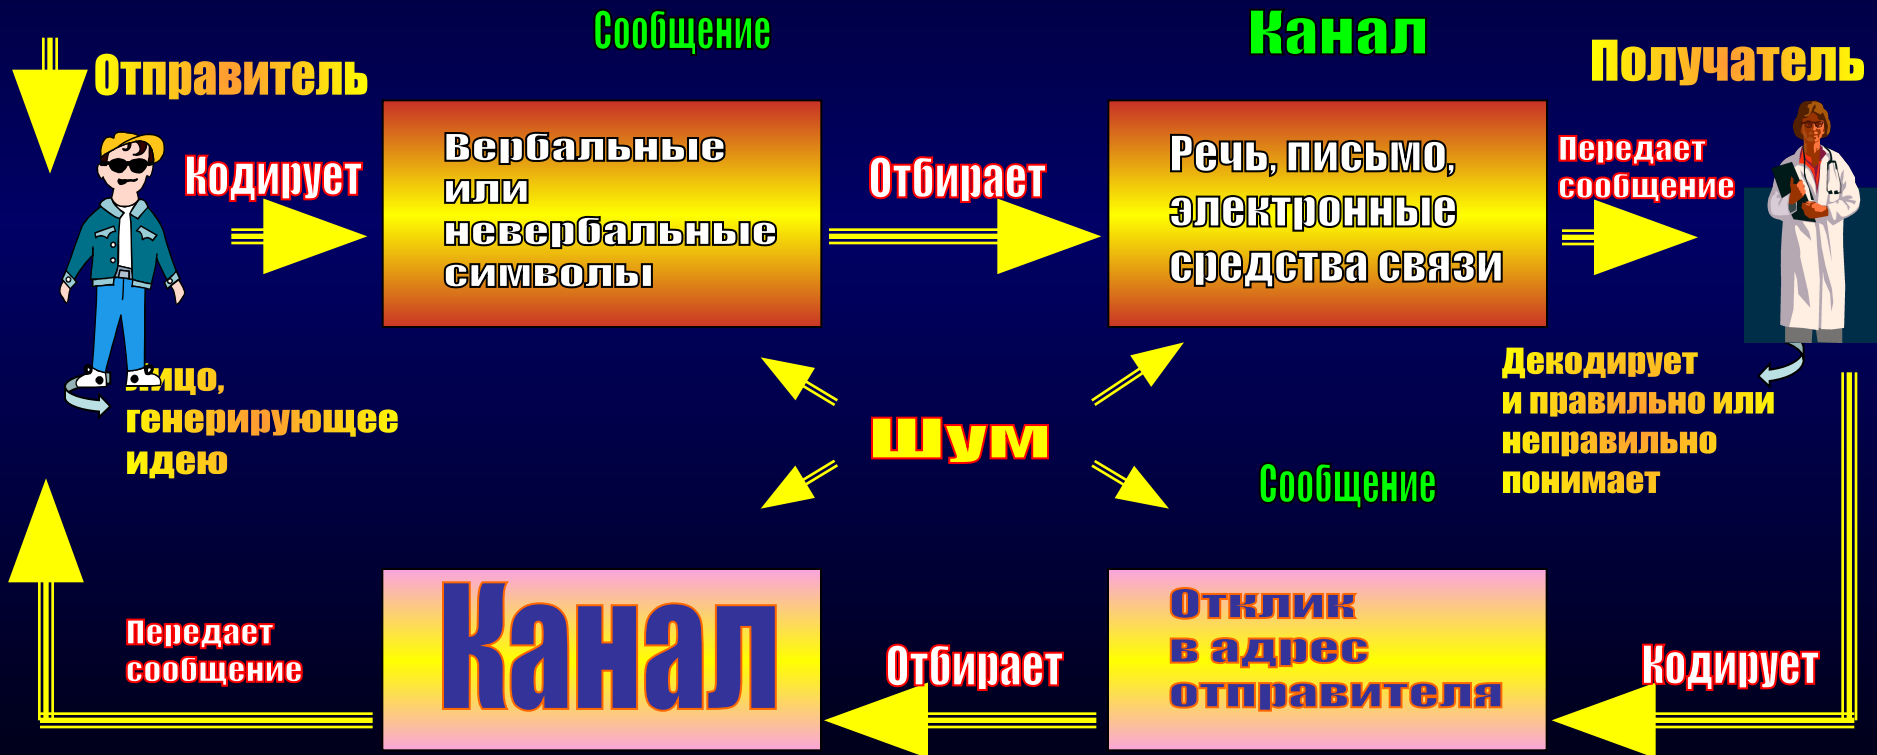 Сообщение
Канал
Отправитель
Получатель
Кодирует
Вербальные
или
невербальные
символы
Отбирает
Речь, письмо,
электронные
средства связи
Передает
сообщение
Лицо,
генерирующее
идею
Шум
Декодирует
и правильно или
неправильно
понимает
Сообщение
Передает
сообщение
Канал
Отбирает
Отклик
в адрес
отправителя
Кодирует